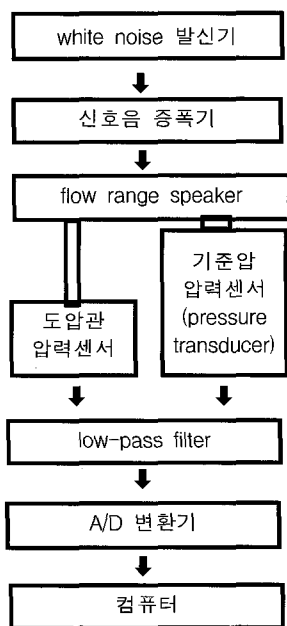 white noise 발신기
신호음 증폭기
flow range speaker
도압관
압력센서
기준압
압력센서
(pressure
transducer)
low-pass filter
A/D 변환기
컴퓨터